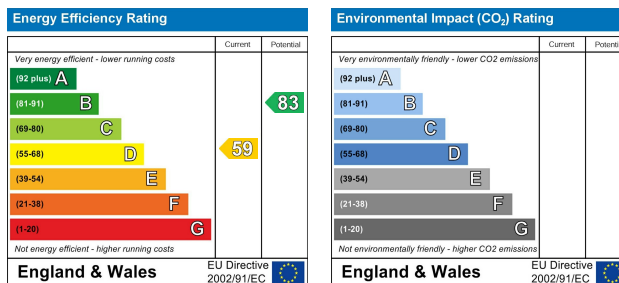 Energy Efficiency Rating
Current Potential
Very energy efficient - lower running costs
(92 plus) A
(81-91) B
83
(69-80) C
(55-68) D
59
(39-54) E
(21-38) F
(1-20) G
Not energy efficient - higher running costs
England & Wales
EU Directive
2002/91/EC
Environmental Impact (CO₂) Rating
Current Potential
Very environmentally friendly - lower CO2 emissions
(92 plus) A
(81-91) B
(69-80) C
(55-68) D
(39-54) E
(21-38) F
(1-20) G
Not environmentally friendly - higher CO2 emissions
England & Wales
EU Directive
2002/91/EC